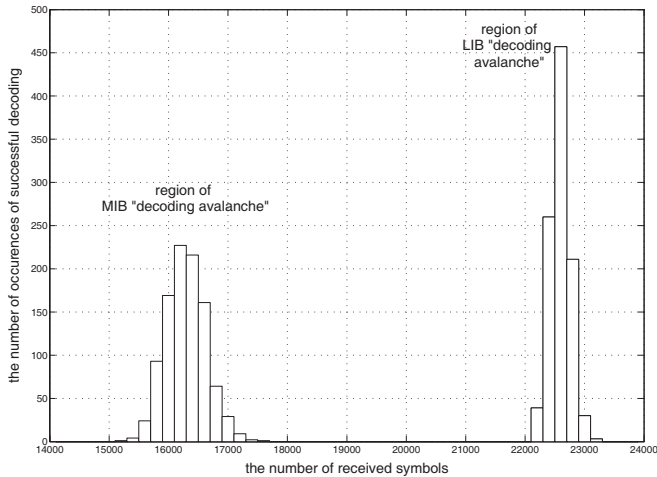 500
450
400
350
300
250
200
150
100
50
0
the number of occurences of successful decoding
region of
MIB "decoding avalanche"
region of
LIB "decoding
avalanche"
14000 15000 16000 17000 18000 19000 20000 21000 22000 23000 24000
the number of received symbols